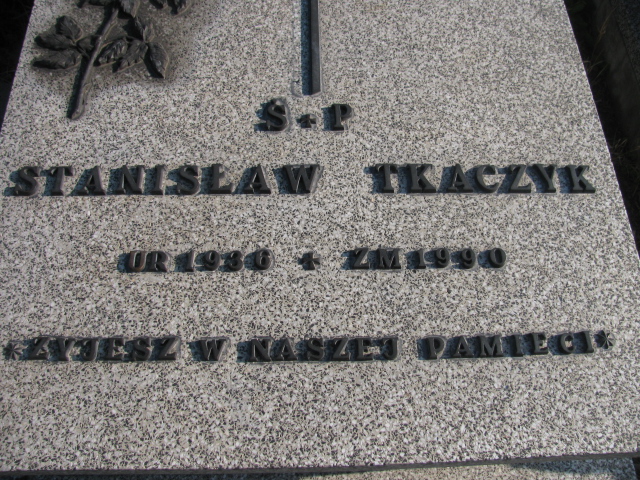 Ś + P
STANISŁAW TKACZYK
UR 1936 + ZM 1990
*ŻYJESZ W NASZEJ PAMIĘCI*